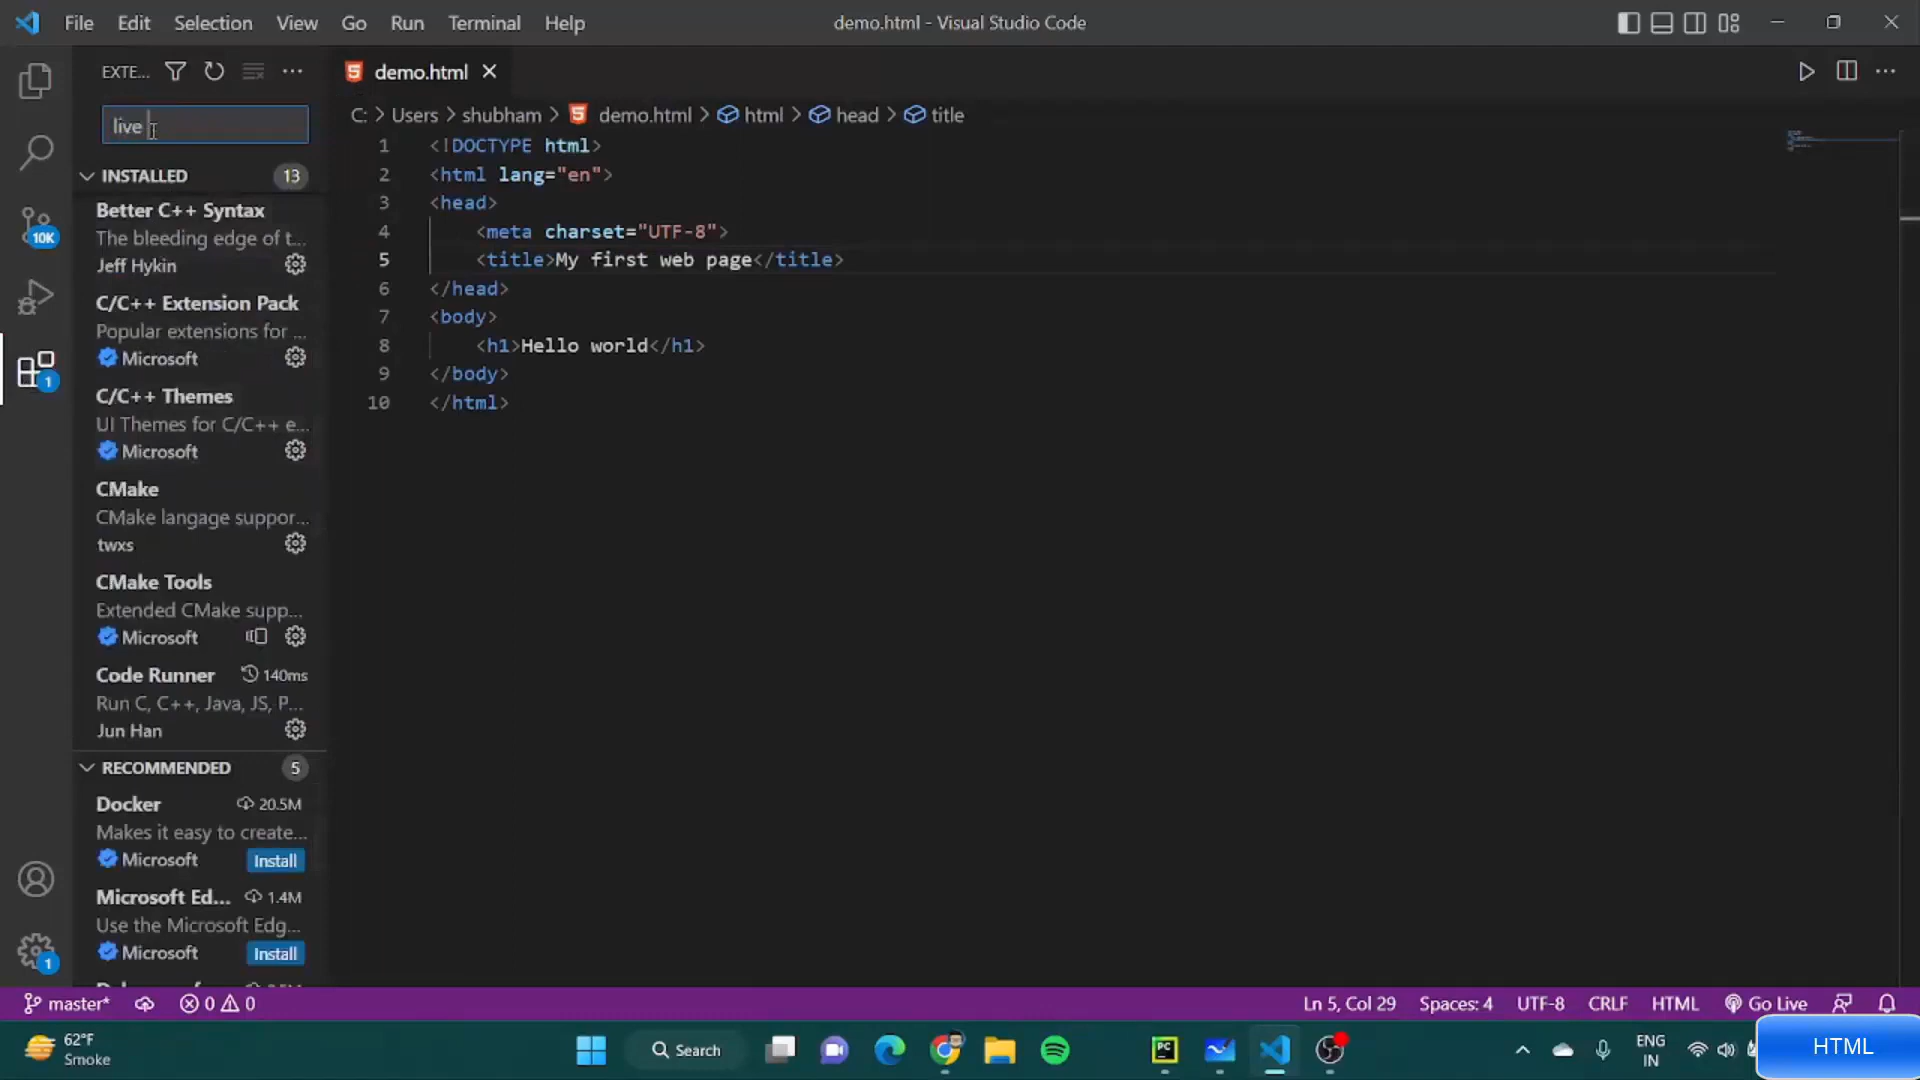 File Edit Selection View Go Run Terminal Help
demo.html - Visual Studio Code
EXTE...
live
INSTALLED 13
Better C++ Syntax
The bleeding edge of t...
Jeff Hykin
C/C++ Extension Pack
Popular extensions for ...
Microsoft
C/C++ Themes
UI Themes for C/C++ e...
Microsoft
CMake
CMake langage suppor...
twxs
CMake Tools
Extended CMake supp...
Microsoft
Code Runner 140ms
Run C, C++, Java, JS, P...
Jun Han
RECOMMENDED 5
Docker 20.5M
Makes it easy to create...
Microsoft Install
Microsoft Ed... 1.4M
Use the Microsoft Edg...
Microsoft Install
10K
1
1
demo.html
C: > Users > shubham > demo.html > html > head > title
1 <!DOCTYPE html>
2 <html lang="en">
3 <head>
4 <meta charset="UTF-8">
5 <title>My first web page</title>
6 </head>
7 <body>
8 <h1>Hello world</h1>
9 </body>
10 </html>
master* 0 0
Ln 5, Col 29 Spaces: 4 UTF-8 CRLF HTML Go Live
62°F
Smoke
Search
PC
ENG
IN
HTML